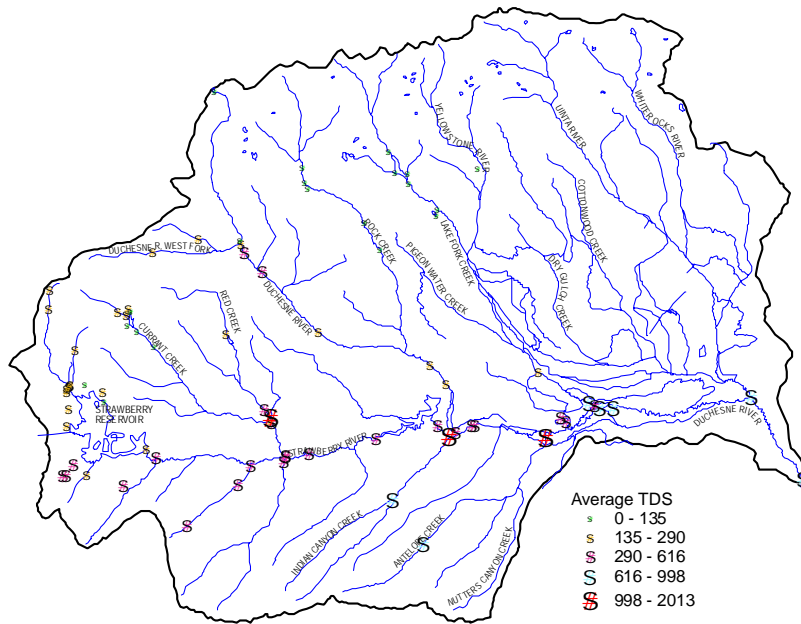 YELLOWSTONE RIVER
UINTA RIVER
WHITEROCKS RIVER
COTTONWOOD CREEK
DUCHESNE R. WEST FORK
ROCK CREEK
LAKE FORK CREEK
PIGEON WATER CREEK
DRY GULCH CREEK
DUCHESNE RIVER
RED CREEK
CURRANT CREEK
STRAWBERRY
RESERVOIR
DUCHESNE RIVER
STRAWBERRY RIVER
INDIAN CANYON CREEK
ANTELOPE CREEK
NUTTERS CANYON CREEK
Average TDS
0 - 135
135 - 290
290 - 616
616 - 998
998 - 2013